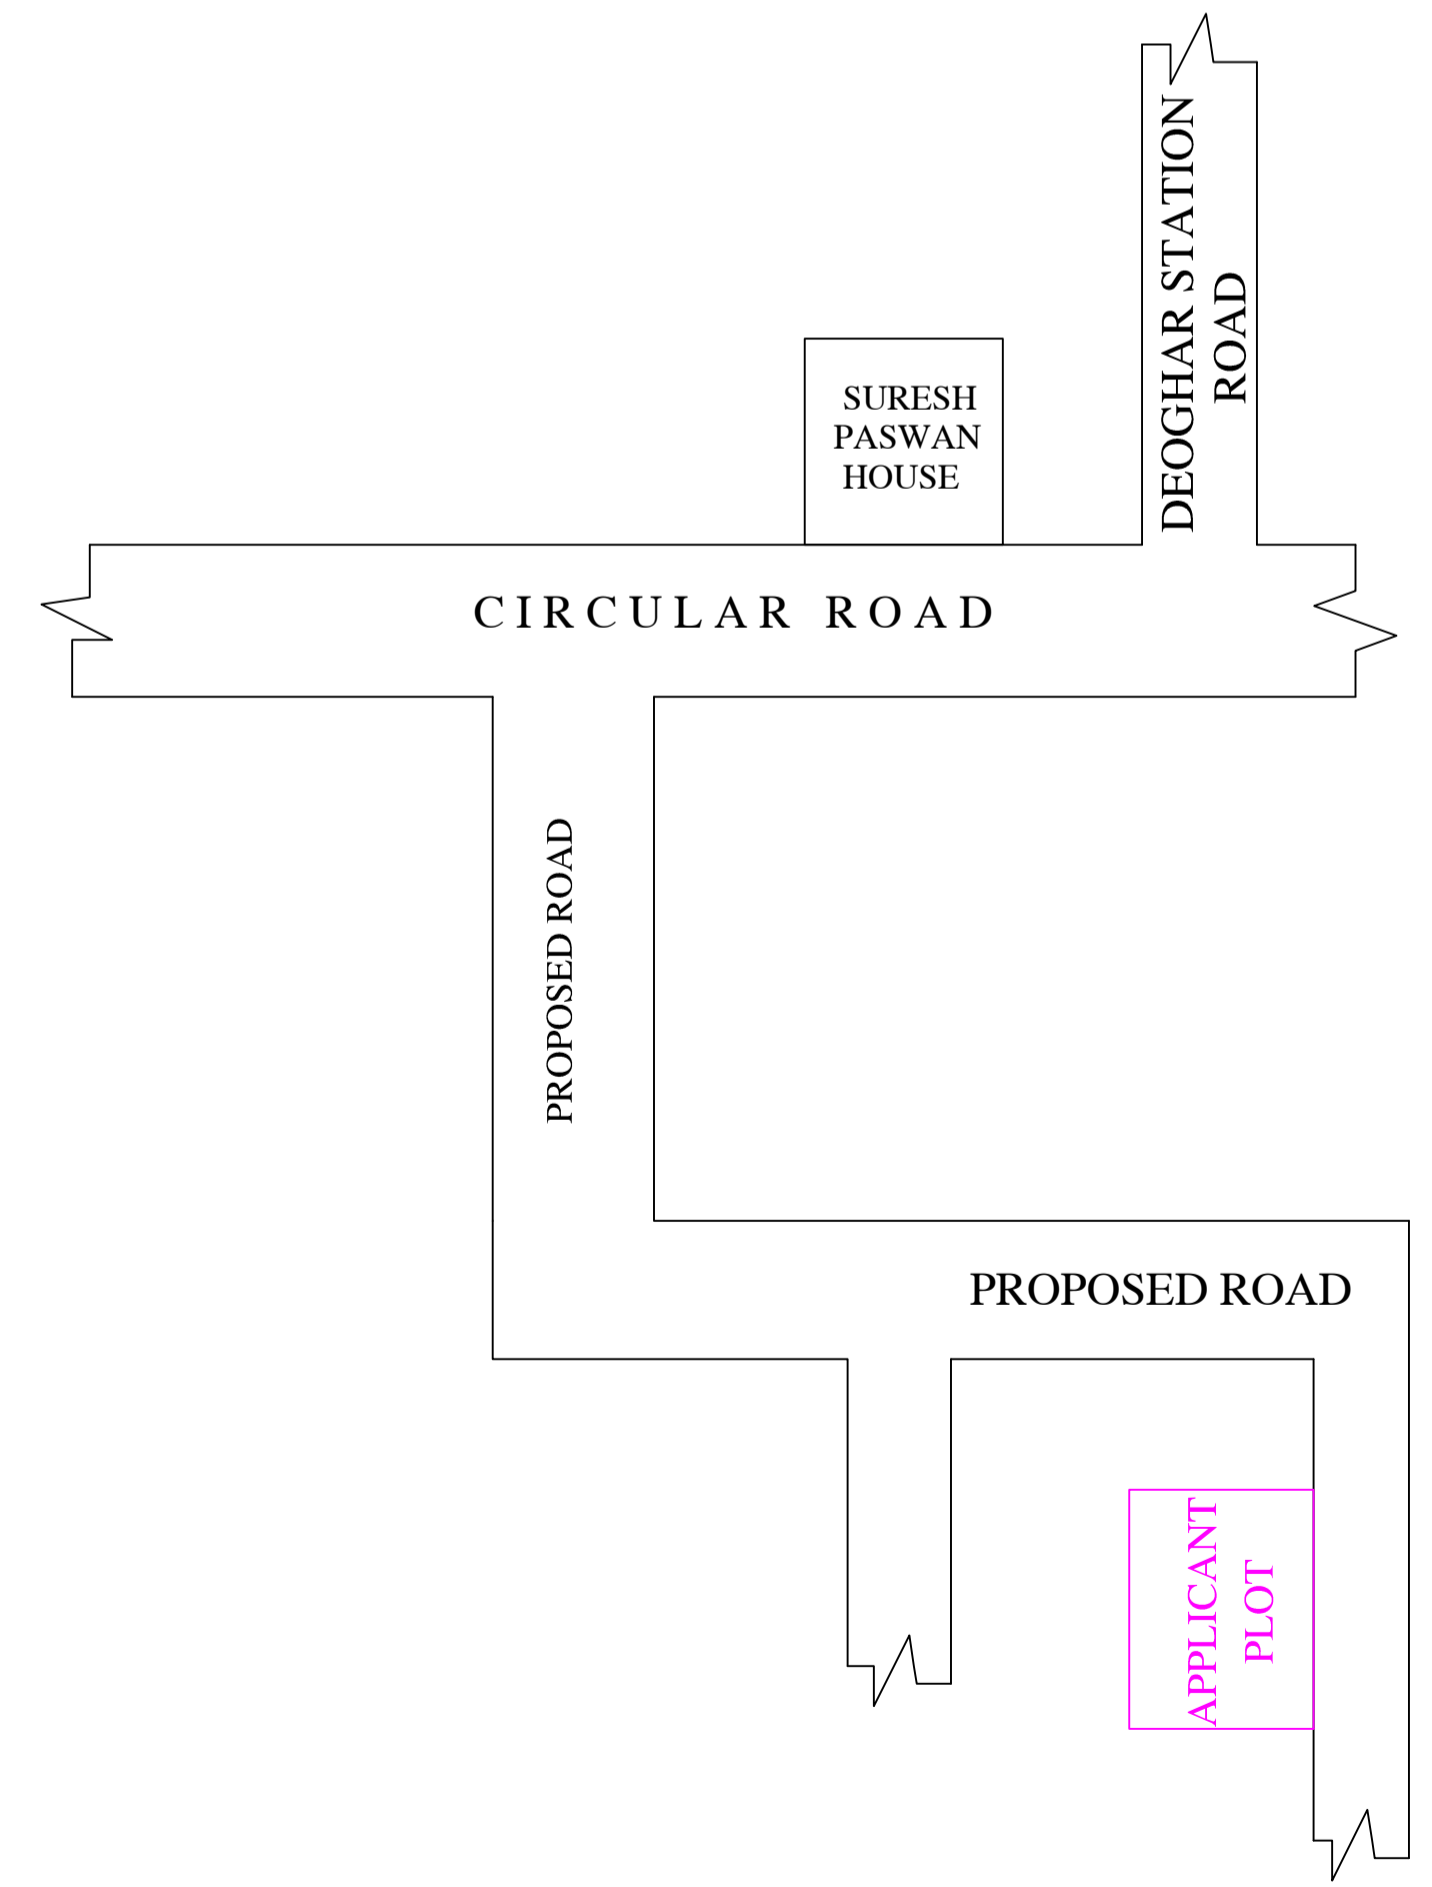 DEOGHAR STATION
ROAD
SURESH
PASWAN
HOUSE
CIRCULAR ROAD
PROPOSED ROAD
PROPOSED ROAD
APPLICANT
PLOT